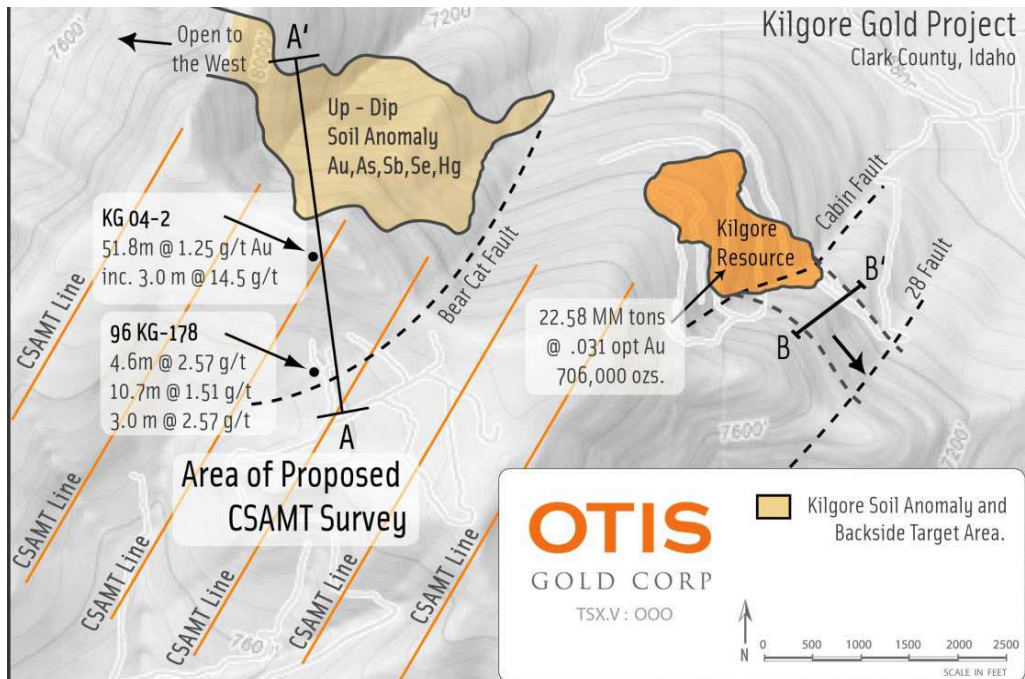 Kilgore Gold Project
Clark County, Idaho
7600'
7200'
8000'
Open to
the West
A'
Up - Dip
Soil Anomaly
Au,As,Sb,Se,Hg
KG 04-2
51.8m @ 1.25 g/t Au
inc. 3.0 m @ 14.5 g/t
96 KG-178
4.6m @ 2.57 g/t
10.7m @ 1.51 g/t
3.0 m @ 2.57 g/t
Bear Cat Fault
A
Kilgore
Resource
Cabin Fault
28 Fault
B'
B
22.58 MM tons
@ .031 opt Au
706,000 ozs.
7600'
7200'
CSAMT Line
CSAMT Line
CSAMT Line
CSAMT Line
CSAMT Line
CSAMT Line
Area of Proposed
CSAMT Survey
OTIS
GOLD CORP
TSX.V : OOO
Kilgore Soil Anomaly and
Backside Target Area.
N
0 500 1000 1500 2000 2500
SCALE IN FEET